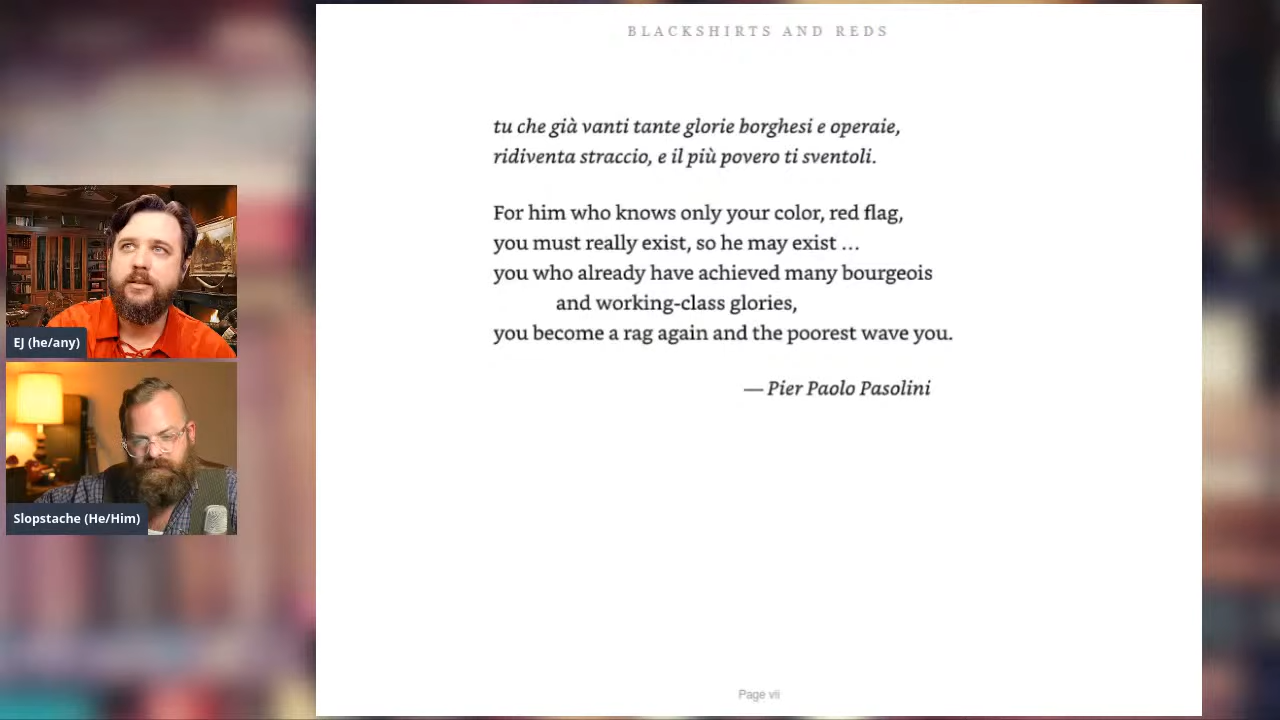 BLACKSHIRTS AND REDS
tu che già vanti tante glorie borghesi e operaie,
ridiventa straccio, e il più povero ti sventoli.
For him who knows only your color, red flag,
you must really exist, so he may exist …
you who already have achieved many bourgeois
and working-class glories,
you become a rag again and the poorest wave you.
— Pier Paolo Pasolini
Page vii
EJ (he/any)
Slopstache (He/Him)